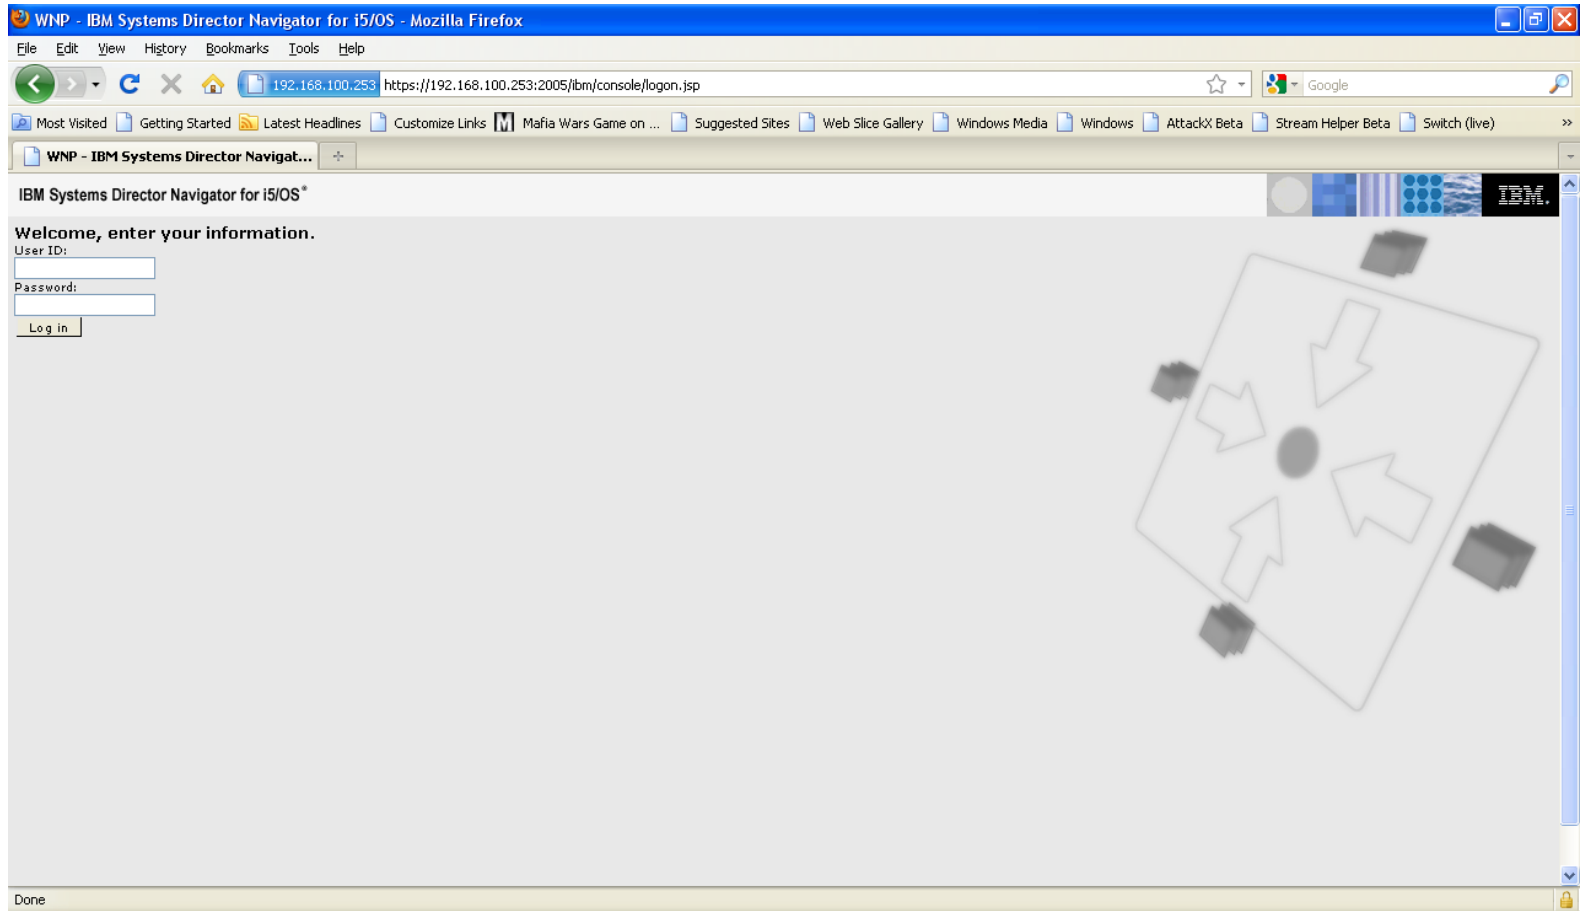 WNP - IBM Systems Director Navigator for i5/OS - Mozilla Firefox
File Edit View History Bookmarks Tools Help
192.168.100.253 https://192.168.100.253:2005/ibm/console/logon.jsp Google
Most Visited Getting Started Latest Headlines Customize Links M Mafia Wars Game on ... Suggested Sites Web Slice Gallery Windows Media Windows AttackX Beta Stream Helper Beta Switch (live) »
WNP - IBM Systems Director Navigat...
IBM Systems Director Navigator for i5/OS® IBM.
Welcome, enter your information.
User ID:
Password:
Log in
Done